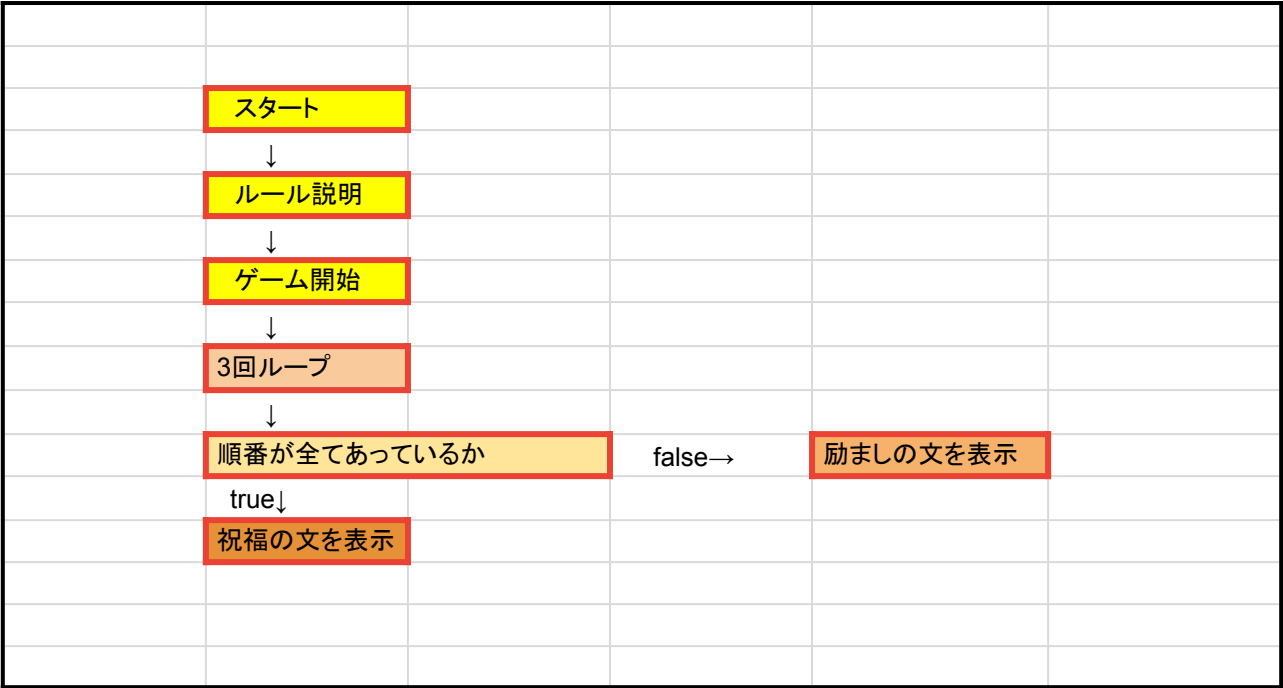 スタート
↓
ルール説明
↓
ゲーム開始
↓
3回ループ
↓
順番が全てあっているか false→ 励ましの文を表示
true↓
祝福の文を表示